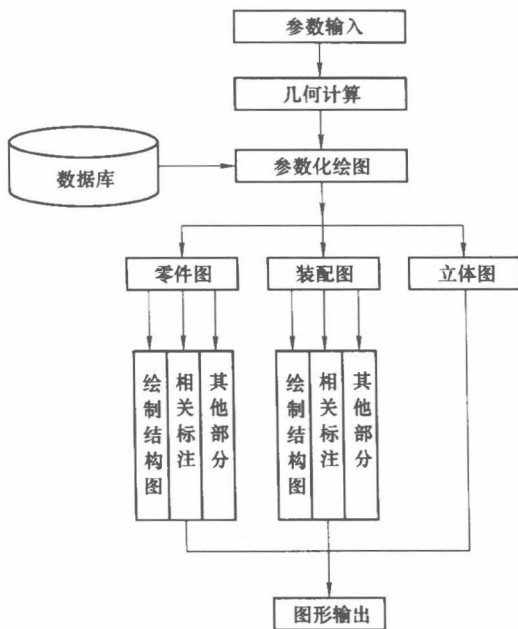 参数输入
几何计算
数据库
参数化绘图
零件图
装配图
立体图
绘制结构图
相关标注
其他部分
绘制结构图
相关标注
其他部分
图形输出